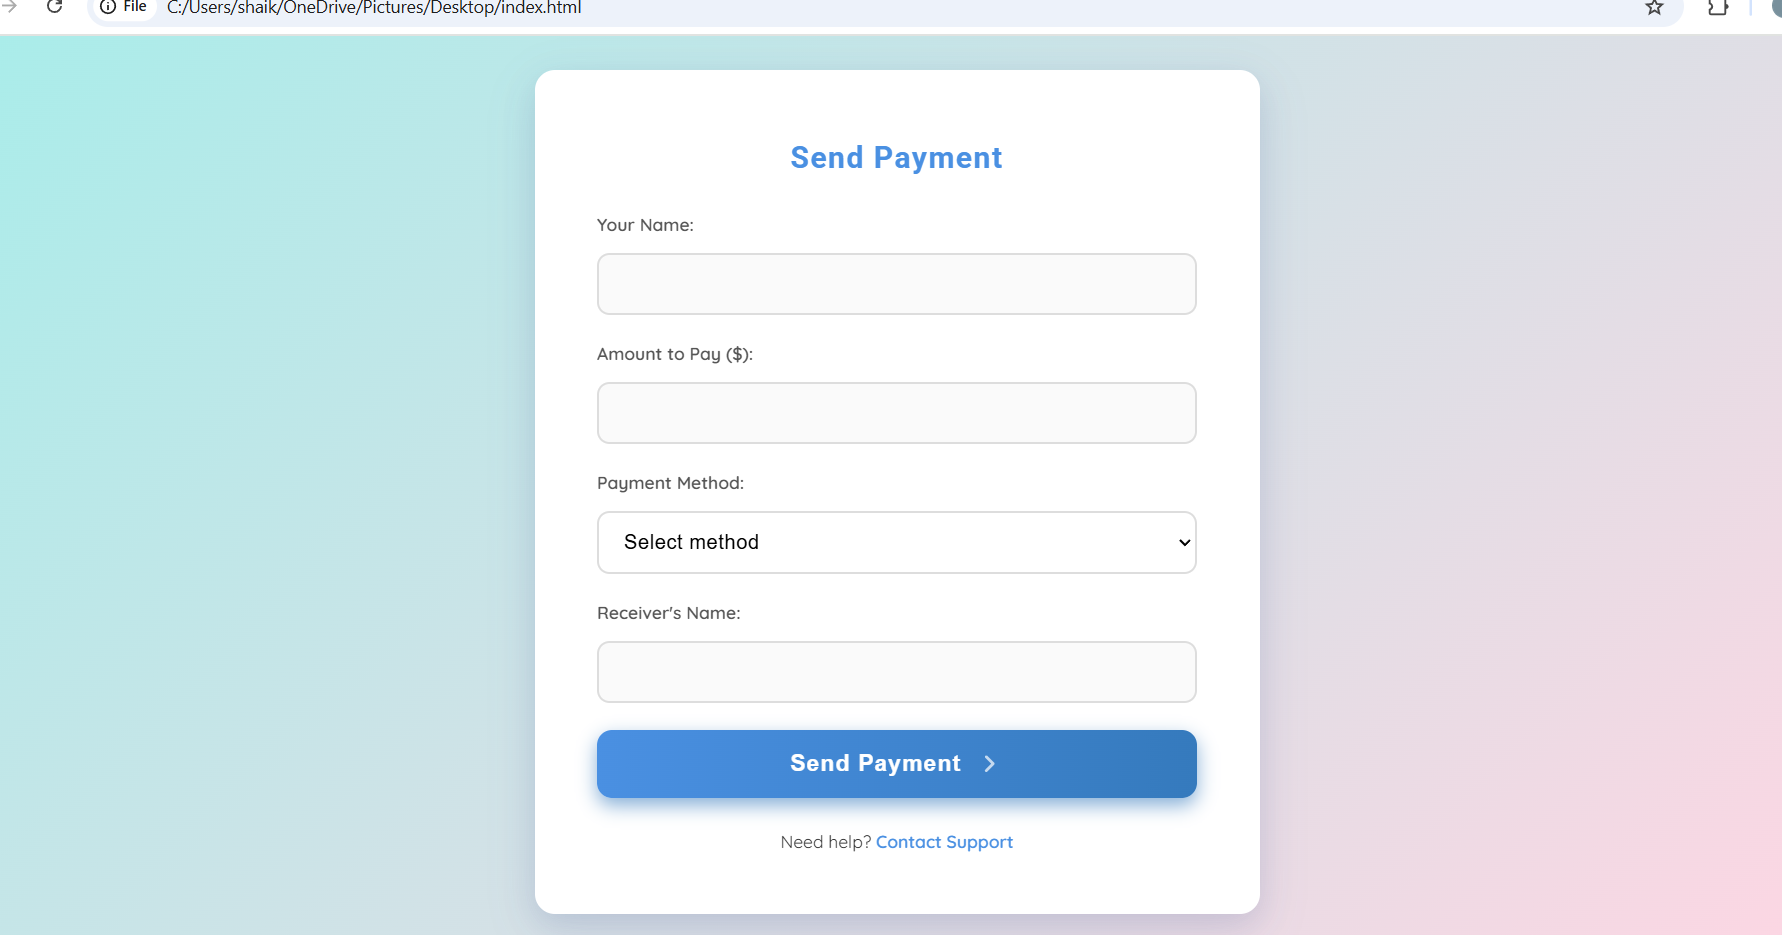 File C:/Users/shaik/OneDrive/Pictures/Desktop/index.html
Send Payment
Your Name:
Amount to Pay ($):
Payment Method:
Select method
Receiver's Name:
Send Payment
Need help? Contact Support